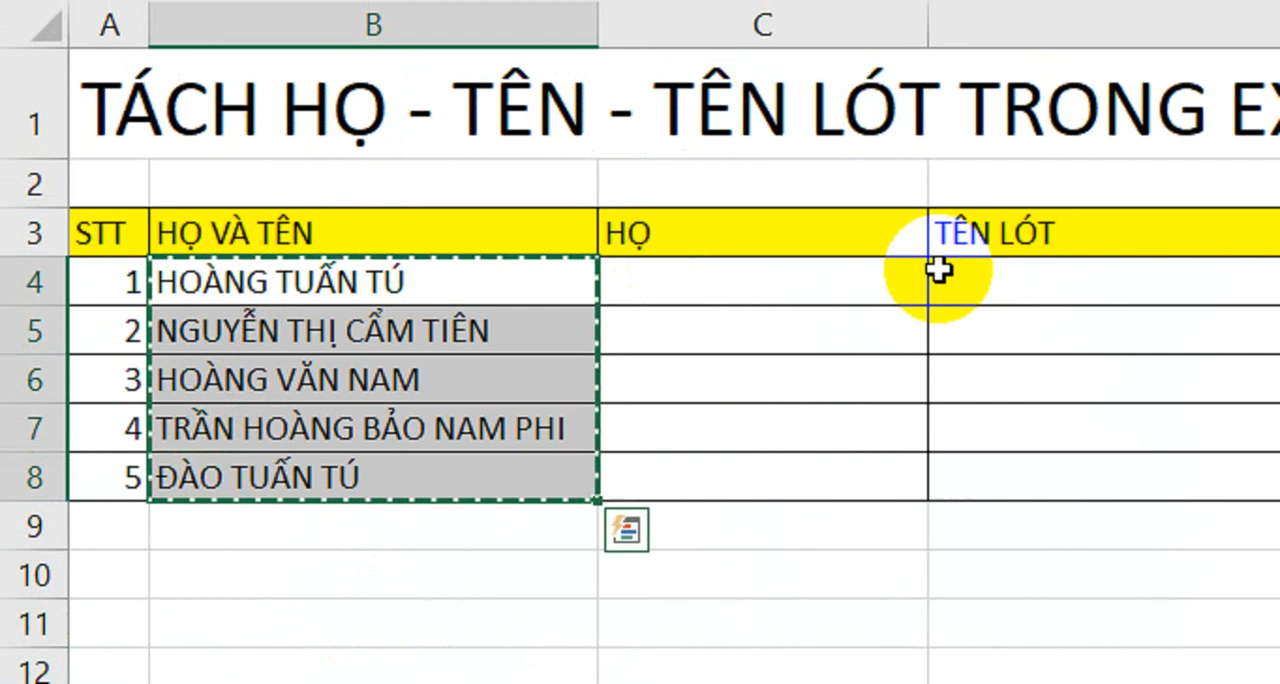 A B C
1 TÁCH HỌ - TÊN - TÊN LÓT TRONG
2
3 STT HỌ VÀ TÊN HỌ TÊN LÓT
4 1 HOÀNG TUẤN TÚ
5 2 NGUYỄN THỊ CẨM TIÊN
6 3 HOÀNG VĂN NAM
7 4 TRẦN HOÀNG BẢO NAM PHI
8 5 ĐÀO TUẤN TÚ
9
10
11
12